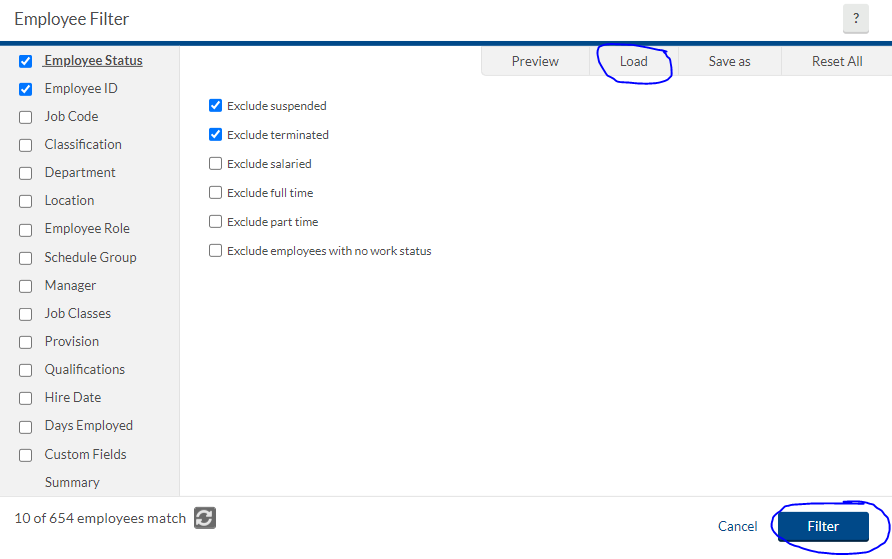 Employee Filter
?
Employee Status
Employee ID
Job Code
Classification
Department
Location
Employee Role
Schedule Group
Manager
Job Classes
Provision
Qualifications
Hire Date
Days Employed
Custom Fields
Summary
Preview Load Save as Reset All
Exclude suspended
Exclude terminated
Exclude salaried
Exclude full time
Exclude part time
Exclude employees with no work status
10 of 654 employees match
Cancel Filter